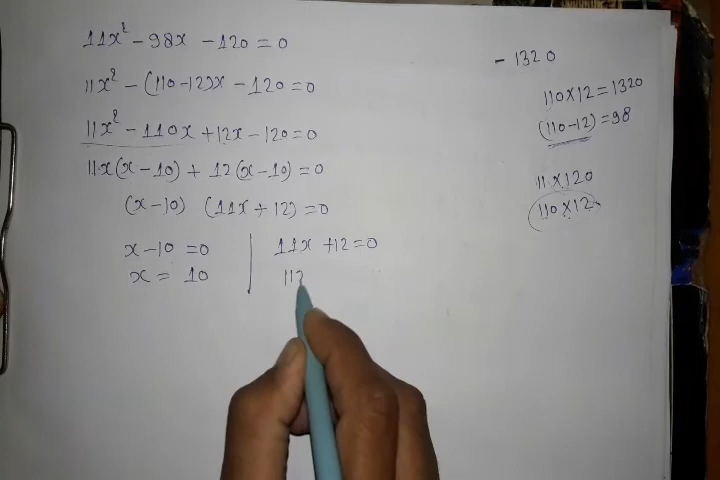 11x² - 98x - 120 = 0
11x² - (110-12)x - 120 = 0
11x² - 110x + 12x - 120 = 0
11x(x-10) + 12(x-10) = 0
(x-10) (11x+12) = 0
x-10 = 0
x = 10
11x + 12 = 0
- 1320
110×12 = 1320
(110-12) = 98
11×120
110×12